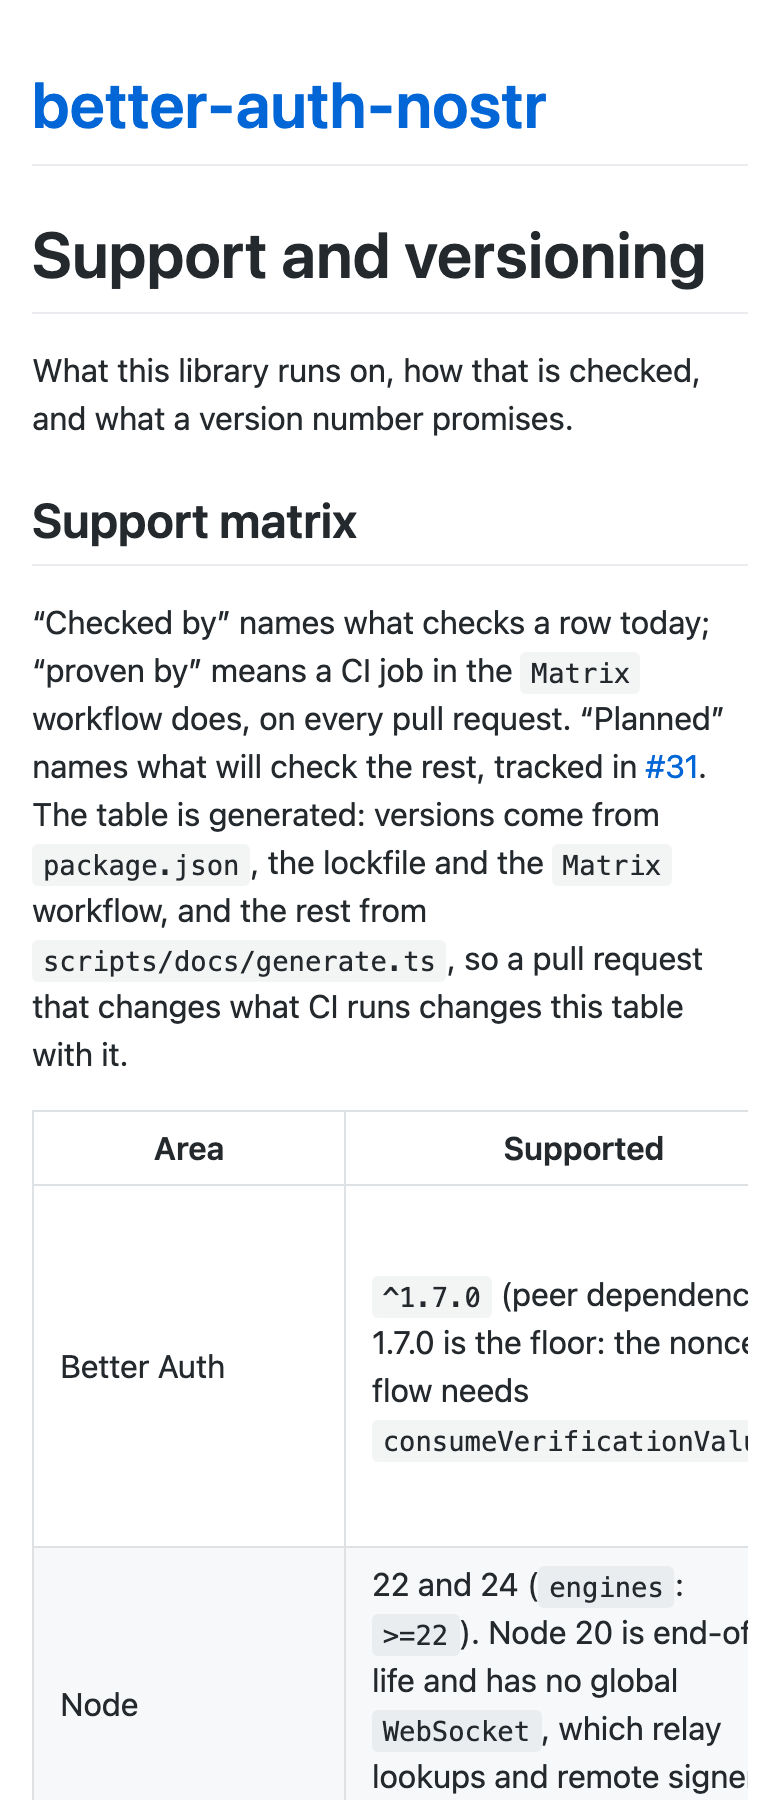 better-auth-nostr
Support and versioning
What this library runs on, how that is checked,
and what a version number promises.
Support matrix
“Checked by” names what checks a row today;
“proven by” means a CI job in the Matrix
workflow does, on every pull request. “Planned”
names what will check the rest, tracked in #31.
The table is generated: versions come from
package.json, the lockfile and the Matrix
workflow, and the rest from
scripts/docs/generate.ts, so a pull request
that changes what CI runs changes this table
with it.
Area Supported
Better Auth
^1.7.0 (peer dependenc
1.7.0 is the floor: the nonce
flow needs
consumeVerificationValu
Node
22 and 24 (engines:
>=22). Node 20 is end-of
life and has no global
WebSocket, which relay
lookups and remote signe